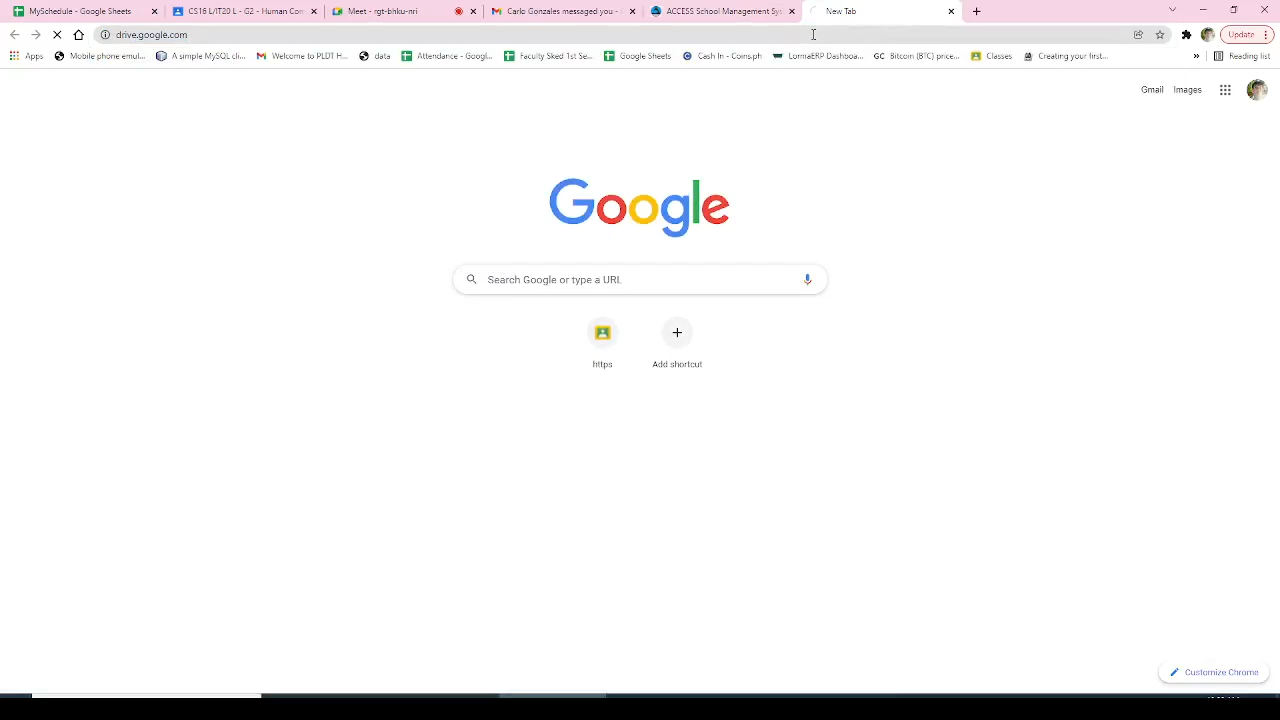 MySchedule - Google Sheets
CS16 L/IT20 L - G2 - Human Com
Meet - rgt-bhku-nri
Carlo Gonzales messaged you -
ACCESS School Management Sys
New Tab
drive.google.com
Update
Apps
Mobile phone emul...
A simple MySQL cli...
Welcome to PLDT H...
data
Attendance - Googl...
Faculty Sked 1st Se...
Google Sheets
Cash In - Coins.ph
LormaERP Dashboa...
GC Bitcoin (BTC) price...
Classes
Creating your first...
»
Reading list
Gmail Images
Google
Search Google or type a URL
https
Add shortcut
Customize Chrome